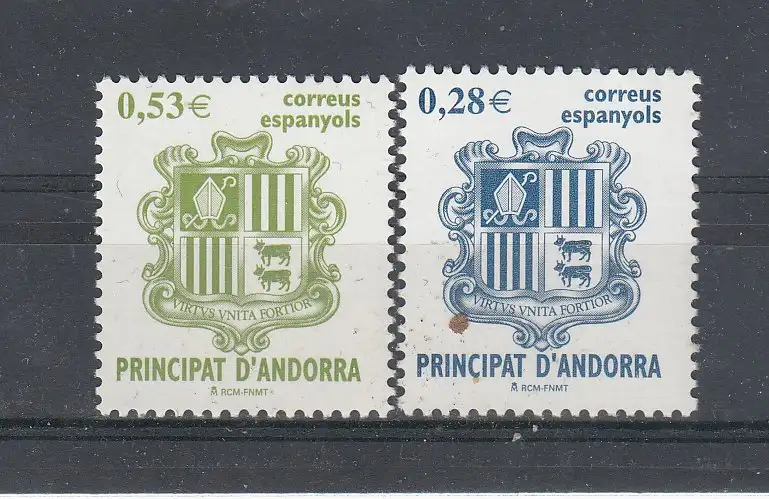 0,53€
correus
espanyols
VIRTVS VNITA FORTIOR
PRINCIPAT D'ANDORRA
RCM-FNMT
0,28€
correus
espanyols
VIRTVS VNITA FORTIOR
PRINCIPAT D'ANDORRA
RCM-FNMT